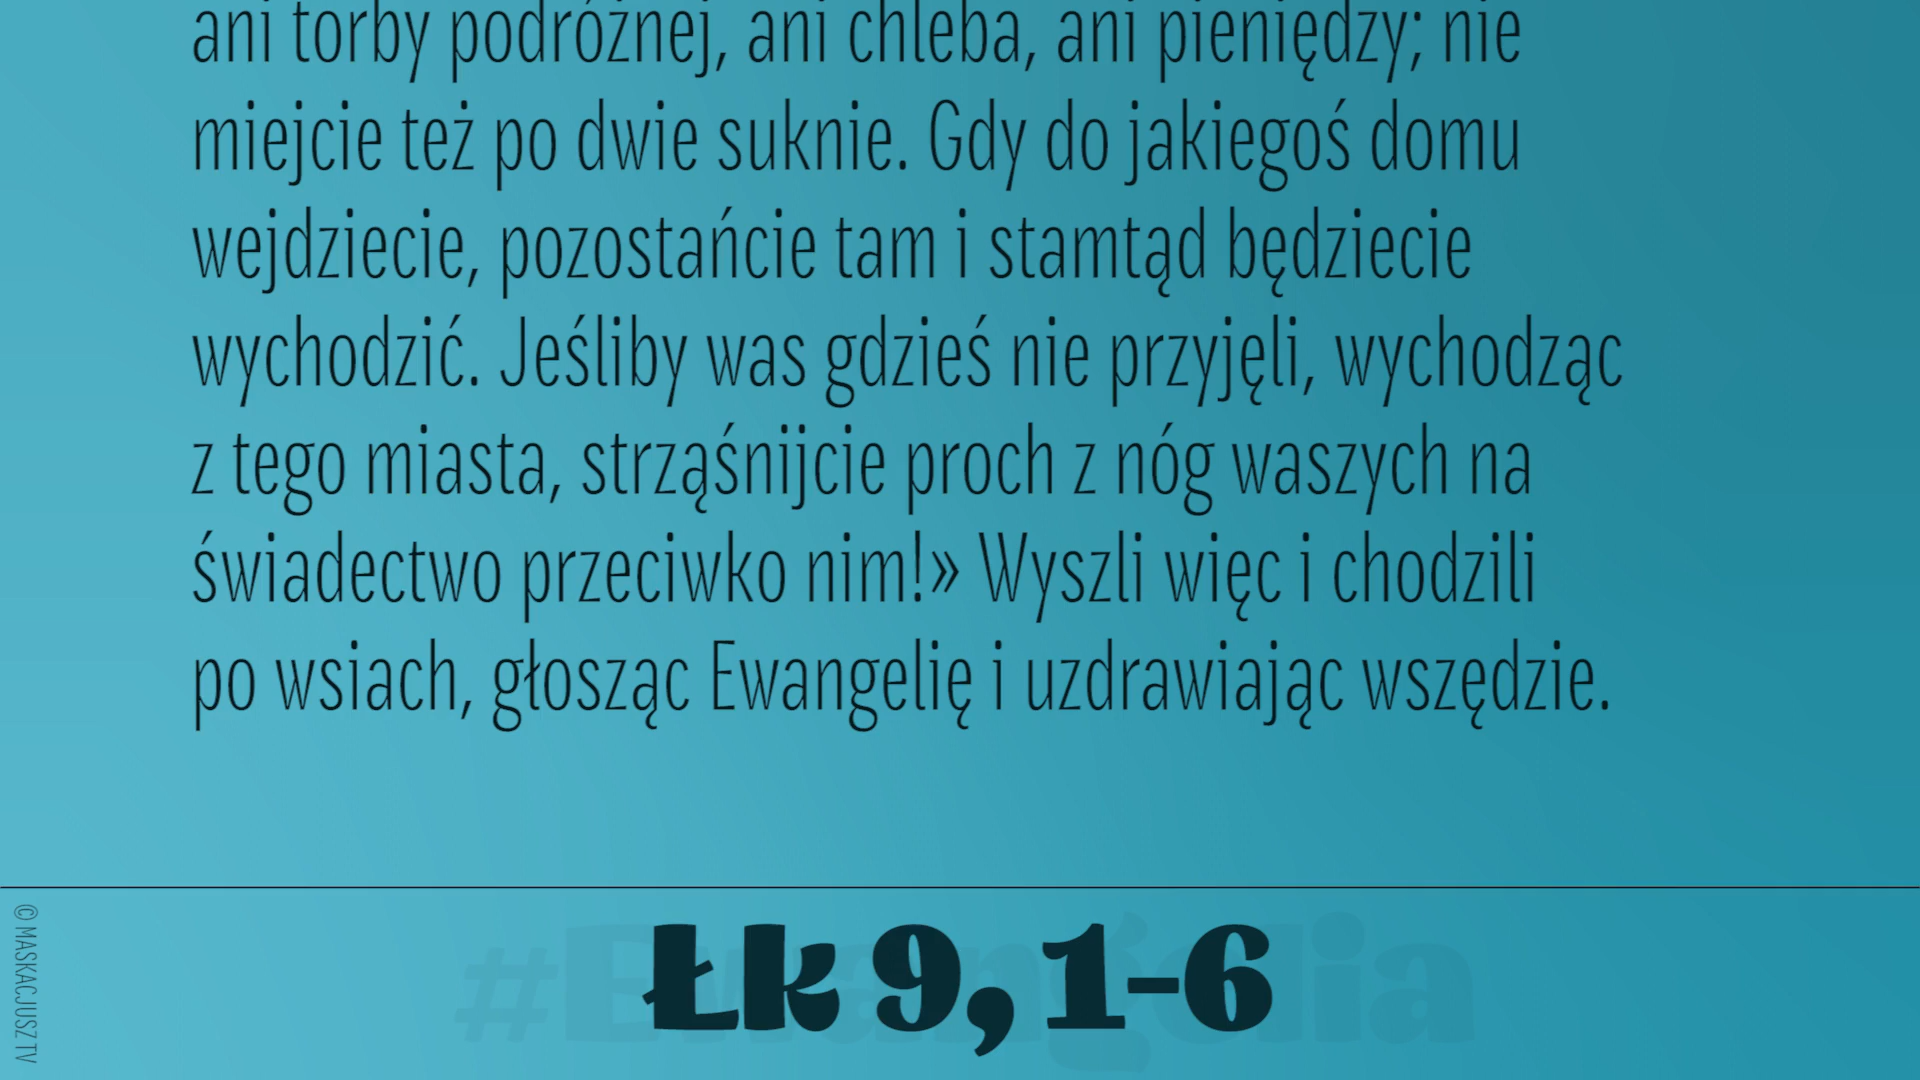 ani torby podróżnej, ani chleba, ani pieniędzy; nie
miejcie też po dwie suknie. Gdy do jakiegoś domu
wejdziecie, pozostańcie tam i stamtąd będziecie
wychodzić. Jeśliby was gdzieś nie przyjęli, wychodząc
z tego miasta, strząśnijcie proch z nóg waszych na
świadectwo przeciwko nim!» Wyszli więc i chodzili
po wsiach, głosząc Ewangelię i uzdrawiając wszędzie.
#Ewangelia
Łk 9, 1-6
© MASKACJUSZ TV